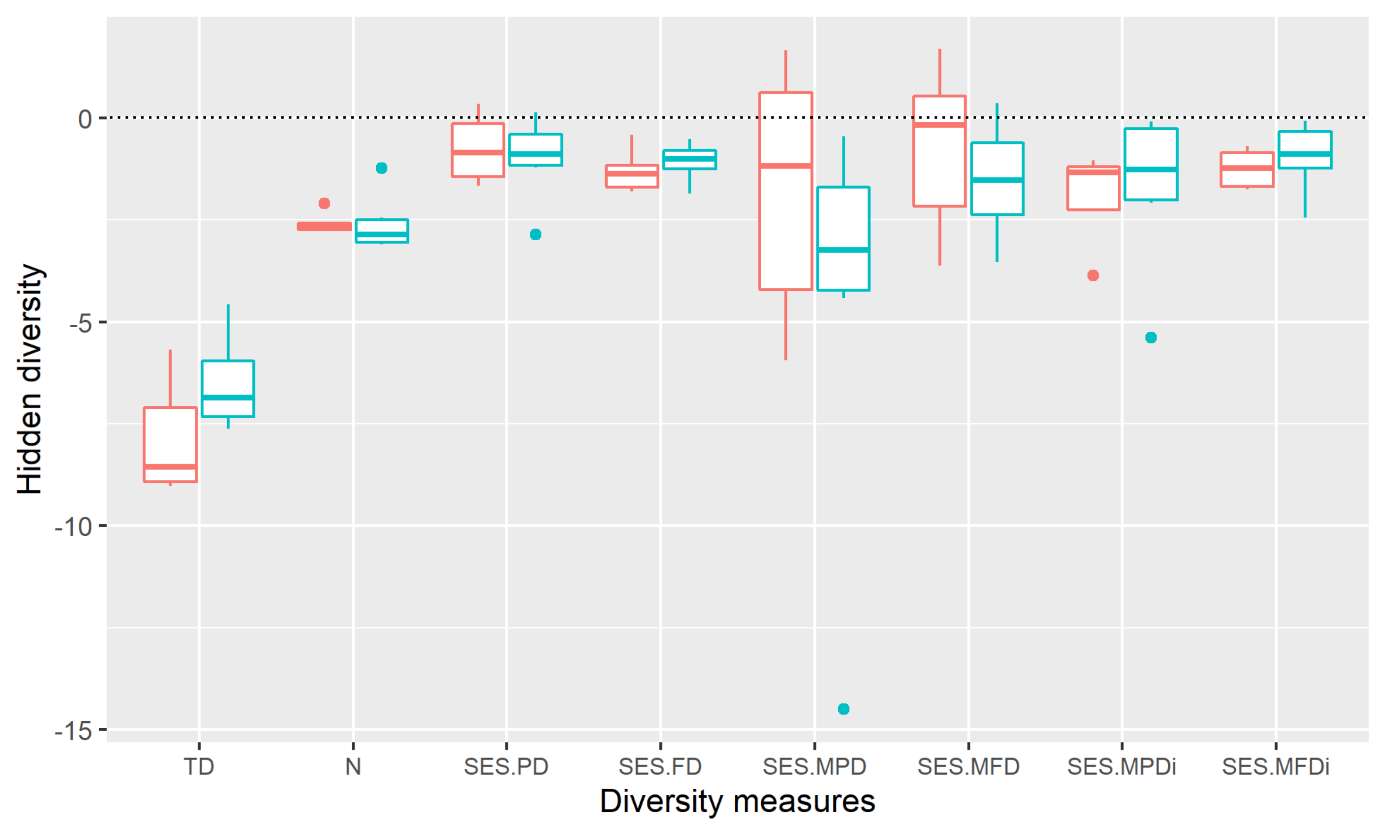 Hidden diversity
0
-5
-10
-15
TD N SES.PD SES.FD SES.MPD SES.MFD SES.MPDi SES.MFDi
Diversity measures